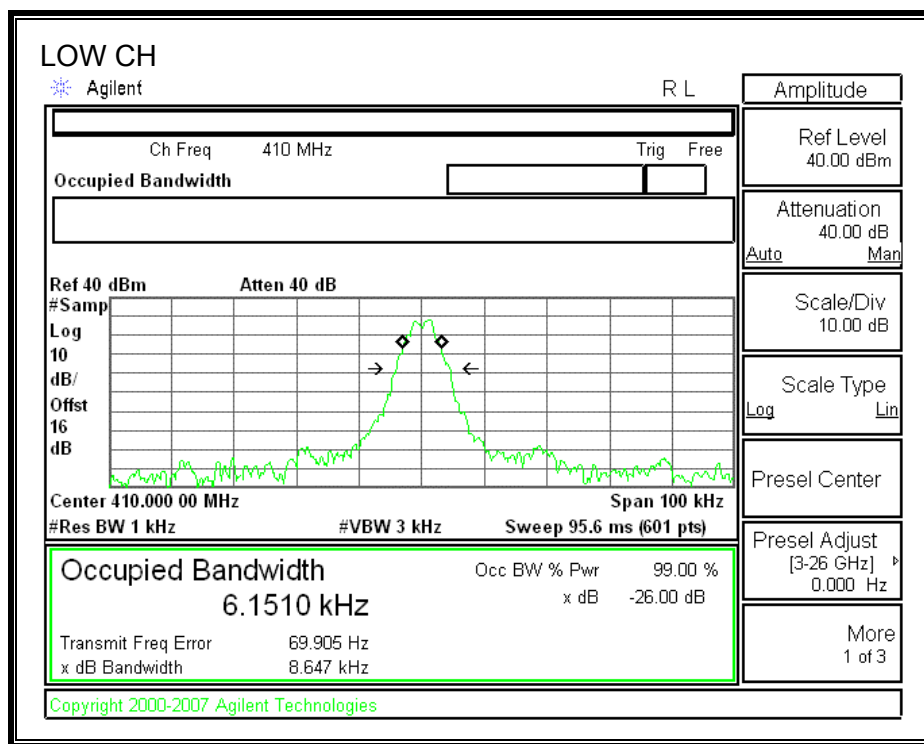 LOW CH
Agilent R L
Ch Freq 410 MHz Trig Free
Occupied Bandwidth
Ref 40 dBm Atten 40 dB
#Samp
Log
10
dB/
Offst
16
dB
Center 410.000 00 MHz Span 100 kHz
#Res BW 1 kHz #VBW 3 kHz Sweep 95.6 ms (601 pts)
Occupied Bandwidth Occ BW % Pwr 99.00 %
6.1510 kHz x dB -26.00 dB
Transmit Freq Error 69.905 Hz
x dB Bandwidth 8.647 kHz
Copyright 2000-2007 Agilent Technologies
Amplitude
Ref Level
40.00 dBm
Attenuation
40.00 dB
Auto Man
Scale/Div
10.00 dB
Scale Type
Log Lin
Presel Center
Presel Adjust
[3-26 GHz]
0.000 Hz
More
1 of 3